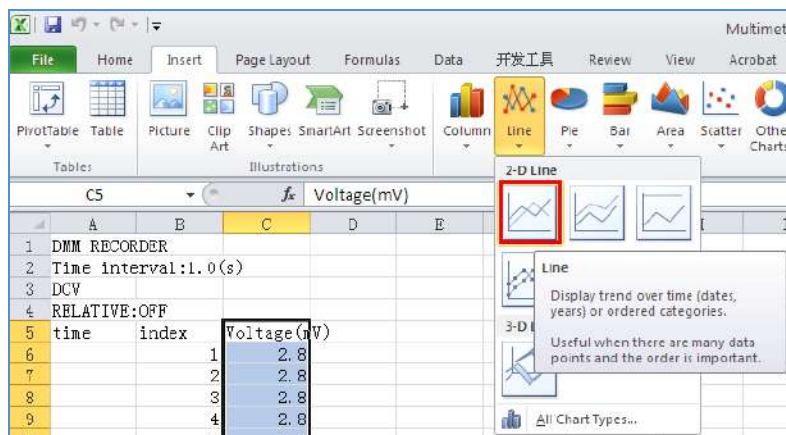 Multimet
File Home Insert Page Layout Formulas Data 开发工具 Review View Acrobat
PivotTable Table Picture Clip Art Shapes SmartArt Screenshot Column Line Pie Bar Area Scatter Othe Charts
Tables Illustrations
2-D Line
C5 fx Voltage(mV)
A B C D E
1 DMM RECORDER
2 Time interval:1.0(s)
3 DCV
4 RELATIVE:OFF
5 time index Voltage(mV)
6 1 2.8
7 2 2.8
8 3 2.8
9 4 2.8
Line
Display trend over time (dates,
years) or ordered categories.
Useful when there are many data
points and the order is important.
3-D L
All Chart Types...